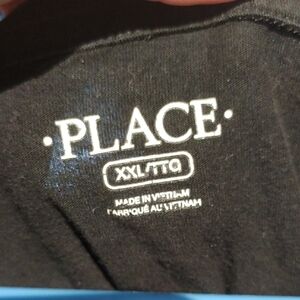 ·PLACE·
XXL/TTG
MADE IN VIETNAM
FABRIQUÉ AU VIETNAM